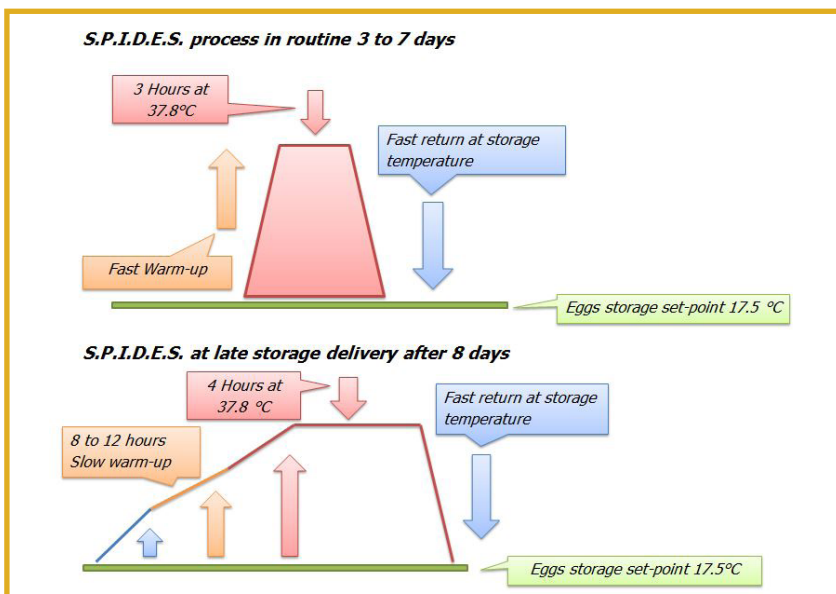 S.P.I.D.E.S. process in routine 3 to 7 days
3 Hours at
37.8°C
Fast return at storage
temperature
Fast Warm-up
Eggs storage set-point 17.5 °C
S.P.I.D.E.S. at late storage delivery after 8 days
4 Hours at
37.8 °C
Fast return at storage
temperature
8 to 12 hours
Slow warm-up
Eggs storage set-point 17.5°C